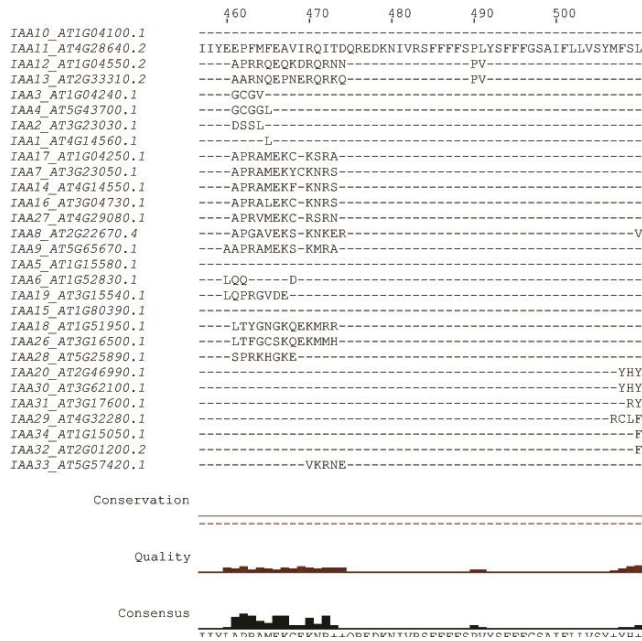 460 470 480 490 500
IAA10_AT1G04100.1 ------------------------------------------------------
IAA11_AT4G28640.2 IIYEEPFMFEAVIRQITDQREDKNIVRSFFFFSPLYSFFFGSAIFLLVSYMFSL
IAA12_AT1G04550.2 ----APRRQEQKDRQRNN---------------PV-------------------
IAA13_AT2G33310.2 ----AARNQEPNERQRKQ---------------PV-------------------
IAA3_AT1G04240.1 ----GCGV----------------------------------------------
IAA4_AT5G43700.1 ----GCGGL---------------------------------------------
IAA2_AT3G23030.1 ----DSSL----------------------------------------------
IAA1_AT4G14560.1 --------L---------------------------------------------
IAA17_AT1G04250.1 ----APRAMEKC-KSRA-------------------------------------
IAA7_AT3G23050.1 ----APRAMEKYCKNRS-------------------------------------
IAA14_AT4G14550.1 ----APRAMEKF-KNRS-------------------------------------
IAA16_AT3G04730.1 ----APRALEKC-KNRS-------------------------------------
IAA27_AT4G29080.1 ----APRVMEKC-RSRN-------------------------------------
IAA8_AT2G22670.4 ----APGAVEKS-KNKER-----------------------------------V
IAA9_AT5G65670.1 ---AAPRAMEKS-KMRA-------------------------------------
IAA5_AT1G15580.1 ------------------------------------------------------
IAA6_AT1G52830.1 ---LQQ-----D------------------------------------------
IAA19_AT3G15540.1 ---LQPRGVDE-------------------------------------------
IAA15_AT1G80390.1 ------------------------------------------------------
IAA18_AT1G51950.1 ----LTYGNGKQEKMRR-------------------------------------
IAA26_AT3G16500.1 ----LTFGCSKQEKMMH-------------------------------------
IAA28_AT5G25890.1 ----SPRKHGKE------------------------------------------
IAA20_AT2G46990.1 ---------------------------------------------------YHY
IAA30_AT3G62100.1 ---------------------------------------------------YHY
IAA31_AT3G17600.1 ----------------------------------------------------RY
IAA29_AT4G32280.1 --------------------------------------------------RCLF
IAA34_AT1G15050.1 -----------------------------------------------------F
IAA32_AT2G01200.2 -----------------------------------------------------F
IAA33_AT5G57420.1 -------------VKRNE------------------------------------
Conservation
------------------------------------------------------
Quality
Consensus